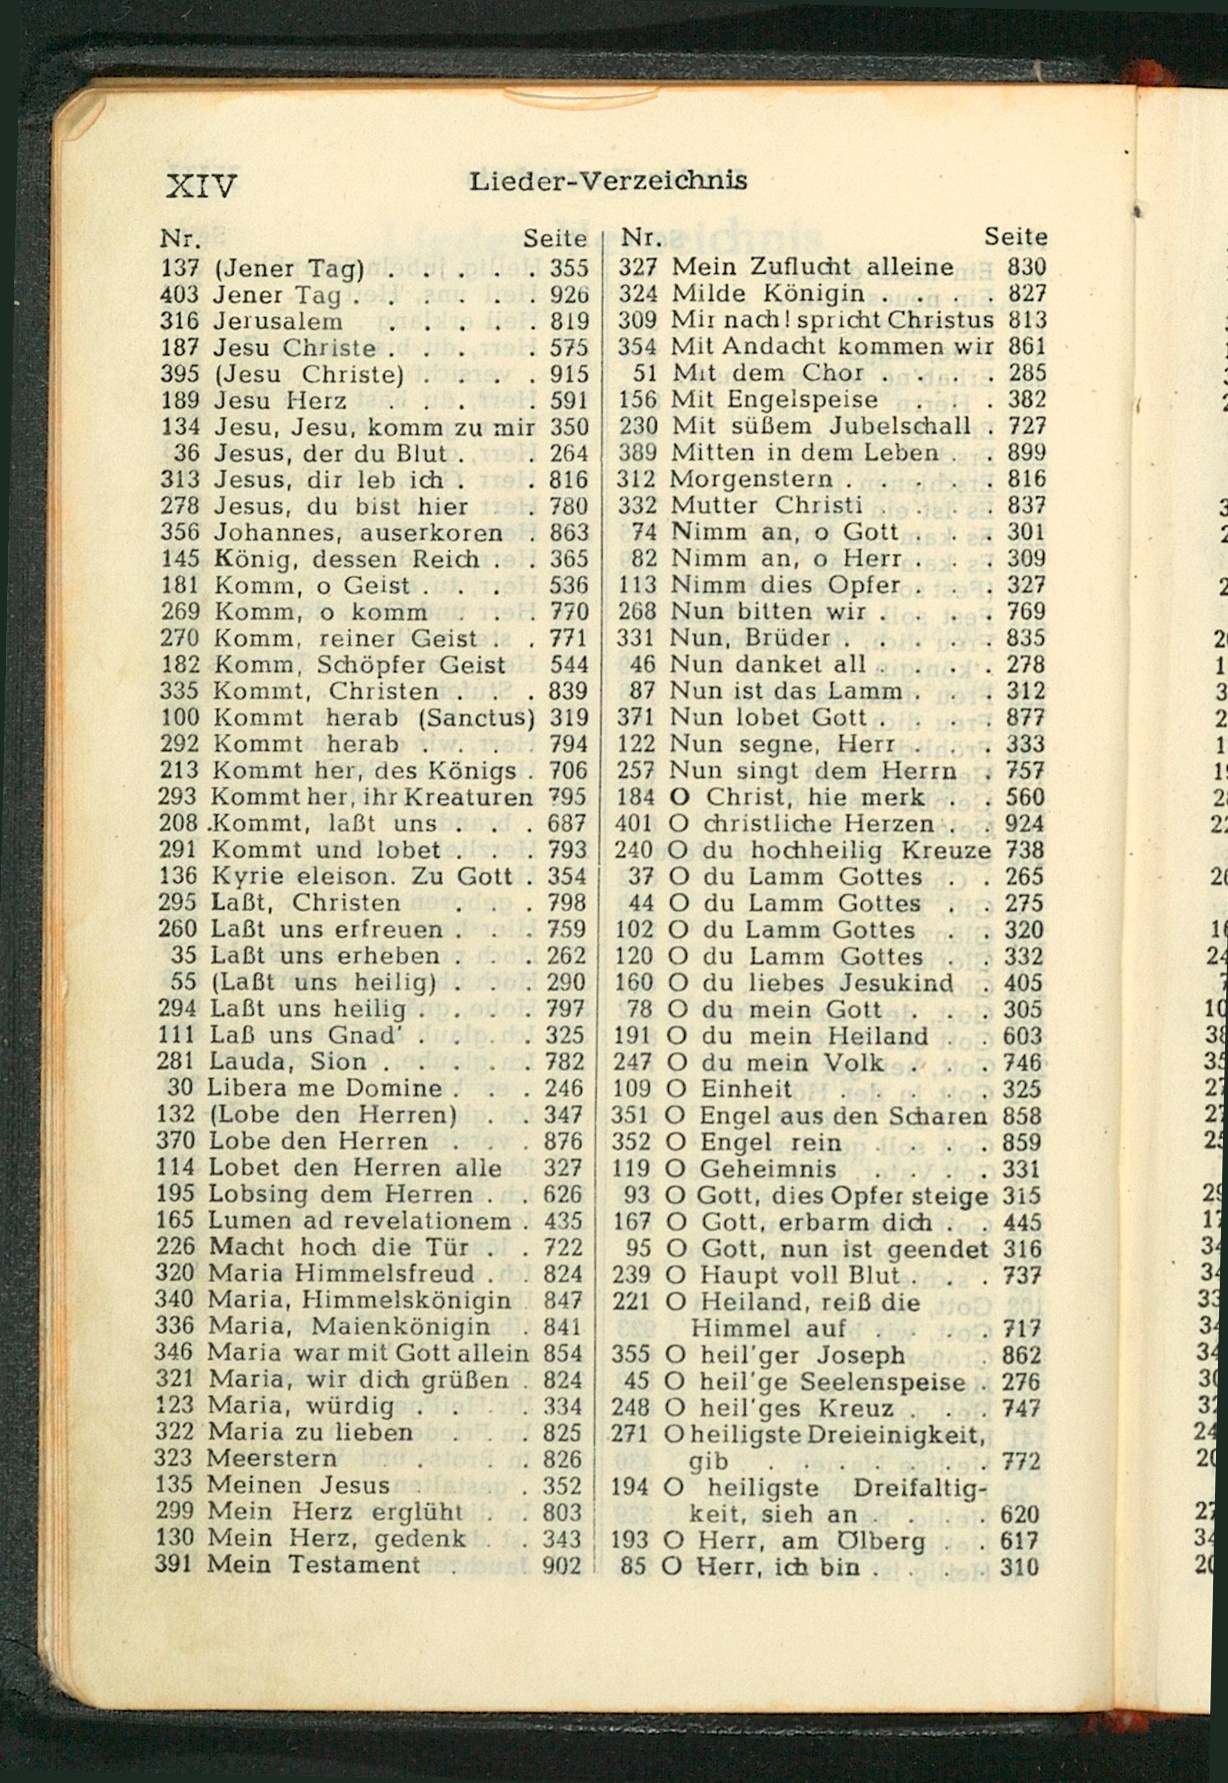 XIV Lieder-Verzeichnis
Nr. Seite
137 (Jener Tag) . . . . . 355
403 Jener Tag . . . . . . 926
316 Jerusalem . . . . . 819
187 Jesu Christe . . . . . 575
395 (Jesu Christe) . . . . 915
189 Jesu Herz . . . . . 591
134 Jesu, Jesu, komm zu mir 350
36 Jesus, der du Blut . . . 264
313 Jesus, dir leb ich . . . 816
278 Jesus, du bist hier . . 780
356 Johannes, auserkoren . 863
145 König, dessen Reich . . 365
181 Komm, o Geist . . . . 536
269 Komm, o komm . . . 770
270 Komm, reiner Geist . . 771
182 Komm, Schöpfer Geist 544
335 Kommt, Christen . . . 839
100 Kommt herab (Sanctus) 319
292 Kommt herab . . . . 794
213 Kommt her, des Königs . 706
293 Kommt her, ihr Kreaturen 795
208 Kommt, laßt uns . . . 687
291 Kommt und lobet . . . 793
136 Kyrie eleison. Zu Gott . 354
295 Laßt, Christen . . . 798
260 Laßt uns erfreuen . . . 759
35 Laßt uns erheben . . . 262
55 (Laßt uns heilig) . . . 290
294 Laßt uns heilig . . . . 797
111 Laß uns Gnad' . . . . 325
281 Lauda, Sion . . . . . 782
30 Libera me Domine . . . 246
132 (Lobe den Herren) . . 347
370 Lobe den Herren . . . 876
114 Lobet den Herren alle 327
195 Lobsing dem Herren . . 626
165 Lumen ad revelationem . 435
226 Macht hoch die Tür . . 722
320 Maria Himmelsfreud . . 824
340 Maria, Himmelskönigin 847
336 Maria, Maienkönigin . 841
346 Maria war mit Gott allein 854
321 Maria, wir dich grüßen . 824
123 Maria, würdig . . . . 334
322 Maria zu lieben . . . 825
323 Meerstern . . . . 826
135 Meinen Jesus . . 352
299 Mein Herz erglüht . . 803
130 Mein Herz, gedenk . . 343
391 Mein Testament . . 902
Nr. Seite
327 Mein Zuflucht alleine 830
324 Milde Königin . . . . 827
309 Mir nach! spricht Christus 813
354 Mit Andacht kommen wir 861
51 Mit dem Chor . . . . 285
156 Mit Engelspeise . . . 382
230 Mit süßem Jubelschall . 727
389 Mitten in dem Leben . . 899
312 Morgenstern . . . . . 816
332 Mutter Christi . . . . 837
74 Nimm an, o Gott . . . 301
82 Nimm an, o Herr . . . 309
113 Nimm dies Opfer . . . 327
268 Nun bitten wir . . . . 769
331 Nun, Brüder . . . . . 835
46 Nun danket all . . . . 278
87 Nun ist das Lamm . . . 312
371 Nun lobet Gott . . . . 877
122 Nun segne, Herr . . . 333
257 Nun singt dem Herrn . 757
184 O Christ, hie merk . . 560
401 O christliche Herzen . . 924
240 O du hochheilig Kreuze 738
37 O du Lamm Gottes . . 265
44 O du Lamm Gottes . . 275
102 O du Lamm Gottes . . 320
120 O du Lamm Gottes . . 332
160 O du liebes Jesukind . 405
78 O du mein Gott . . . 305
191 O du mein Heiland . . 603
247 O du mein Volk . . . 746
109 O Einheit . . . . . 325
351 O Engel aus den Scharen 858
352 O Engel rein . . . . 859
119 O Geheimnis . . . . 331
93 O Gott, dies Opfer steige 315
167 O Gott, erbarm dich . . 445
95 O Gott, nun ist geendet 316
239 O Haupt voll Blut . . . 737
221 O Heiland, reiß die
Himmel auf . . . . 717
355 O heil'ger Joseph . 862
45 O heil'ge Seelenspeise . 276
248 O heil'ges Kreuz . . . 747
271 O heiligste Dreieinigkeit,
gib . . . . . . . 772
194 O heiligste Dreifaltig-
keit, sieh an . . . . 620
193 O Herr, am Ölberg . . 617
85 O Herr, ich bin . . . . 310